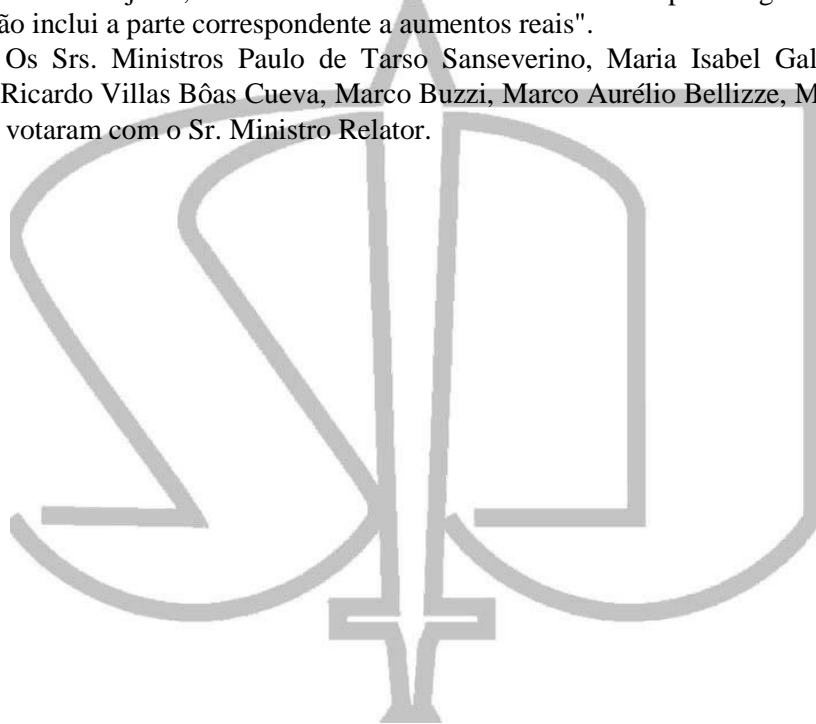 ão inclui a parte correspondente a aumentos reais".
Os Srs. Ministros Paulo de Tarso Sanseverino, Maria Isabel Gal
Ricardo Villas Bôas Cueva, Marco Buzzi, Marco Aurélio Bellizze, M
votaram com o Sr. Ministro Relator.